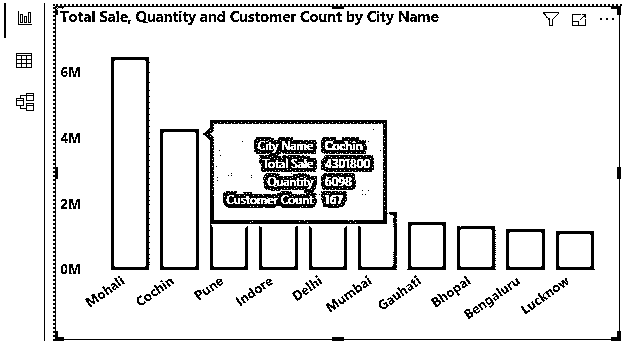 Total Sale, Quantity and Customer Count by City Name
6M
4M
2M
0M
City Name Cochin
Total Sale 4301800
Quantity 6098
Customer Count
Mohali
Cochin
Pune
Indore
Delhi
Mumbai
Gauhati
Bhopal
Bengaluru
Lucknow